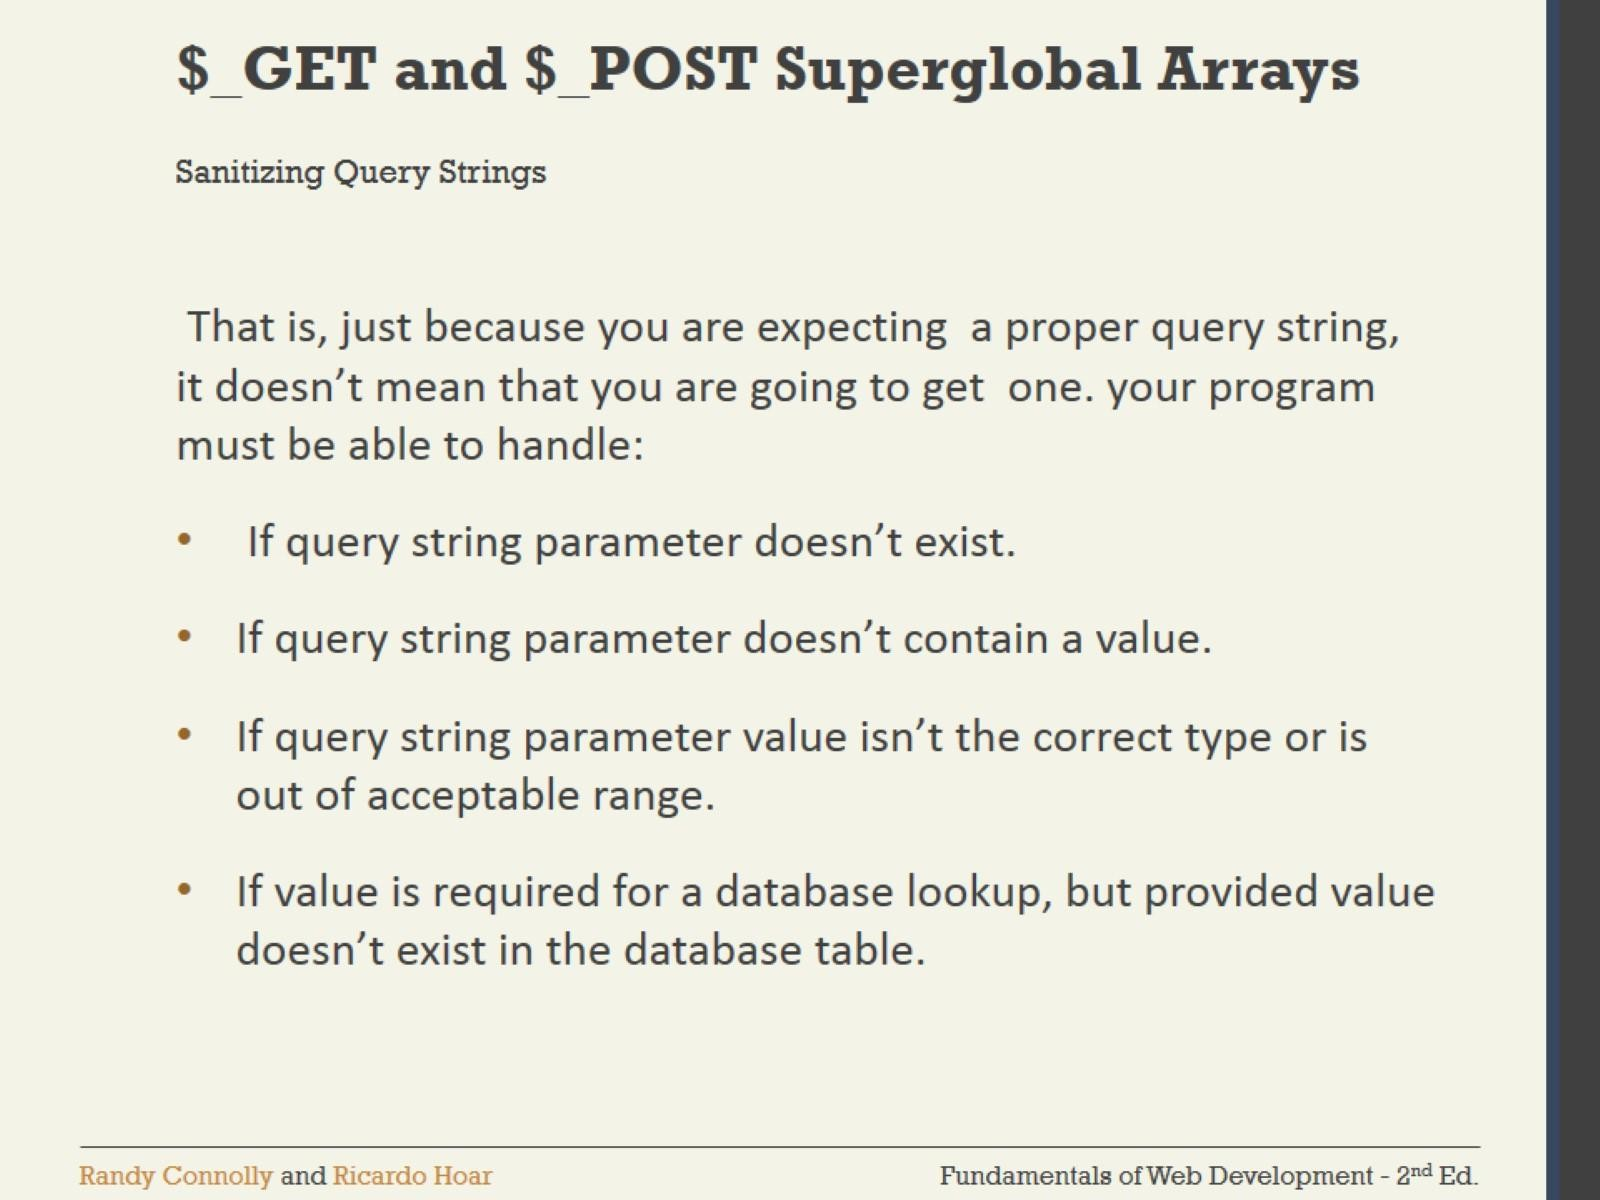 $_GET and $_POST Superglobal Arrays
Sanitizing Query Strings
That is, just because you are expecting  a proper query string,
it doesn’t mean that you are going to get  one. your program
must be able to handle:
•  If query string parameter doesn’t exist.
• If query string parameter doesn’t contain a value.
• If query string parameter value isn’t the correct type or is
out of acceptable range.
• If value is required for a database lookup, but provided value
doesn’t exist in the database table.
Randy Connolly and Ricardo Hoar
Fundamentals of Web Development - 2nd Ed.